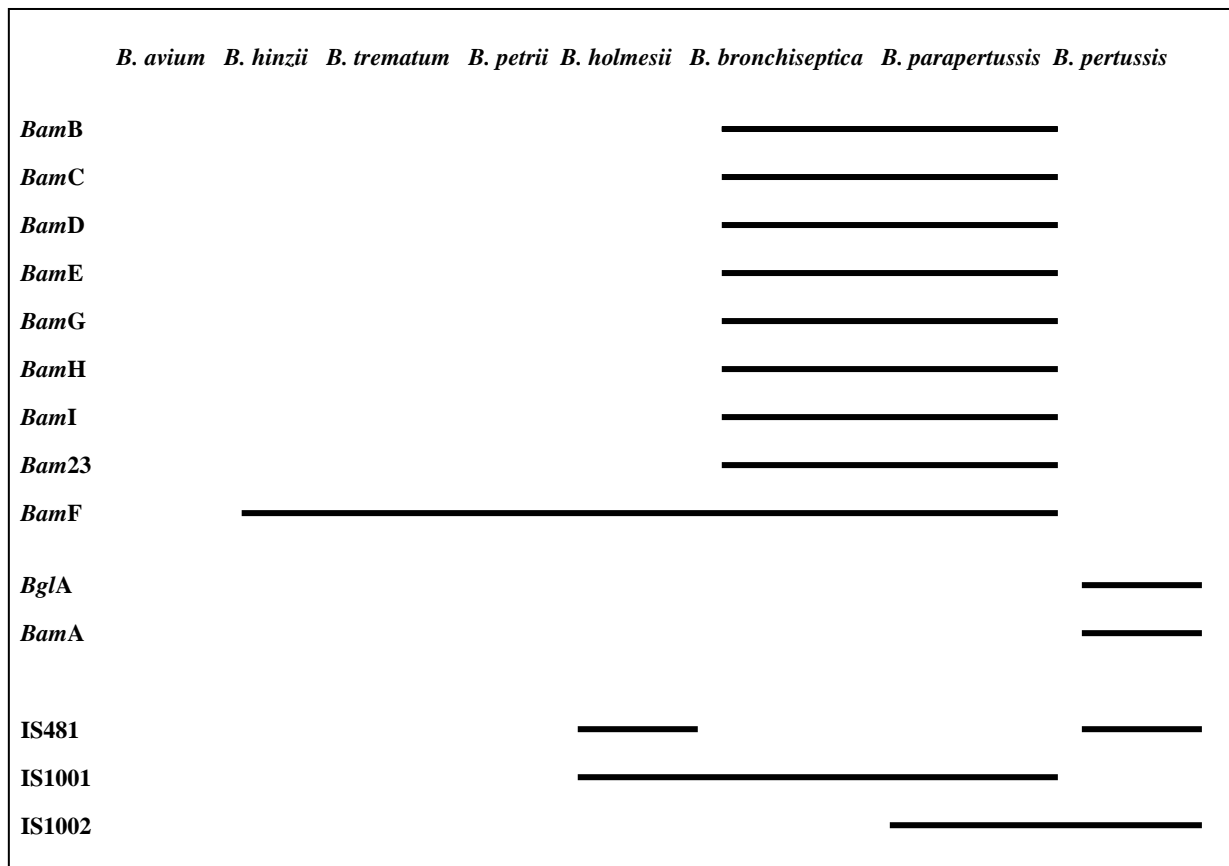 B. avium B. hinzii B. trematum B. petrii B. holmesii B. bronchiseptica B. parapertussis B. pertussis
BamB
BamC
BamD
BamE
BamG
BamH
BamI
Bam23
BamF
BglA
BamA
IS481
IS1001
IS1002